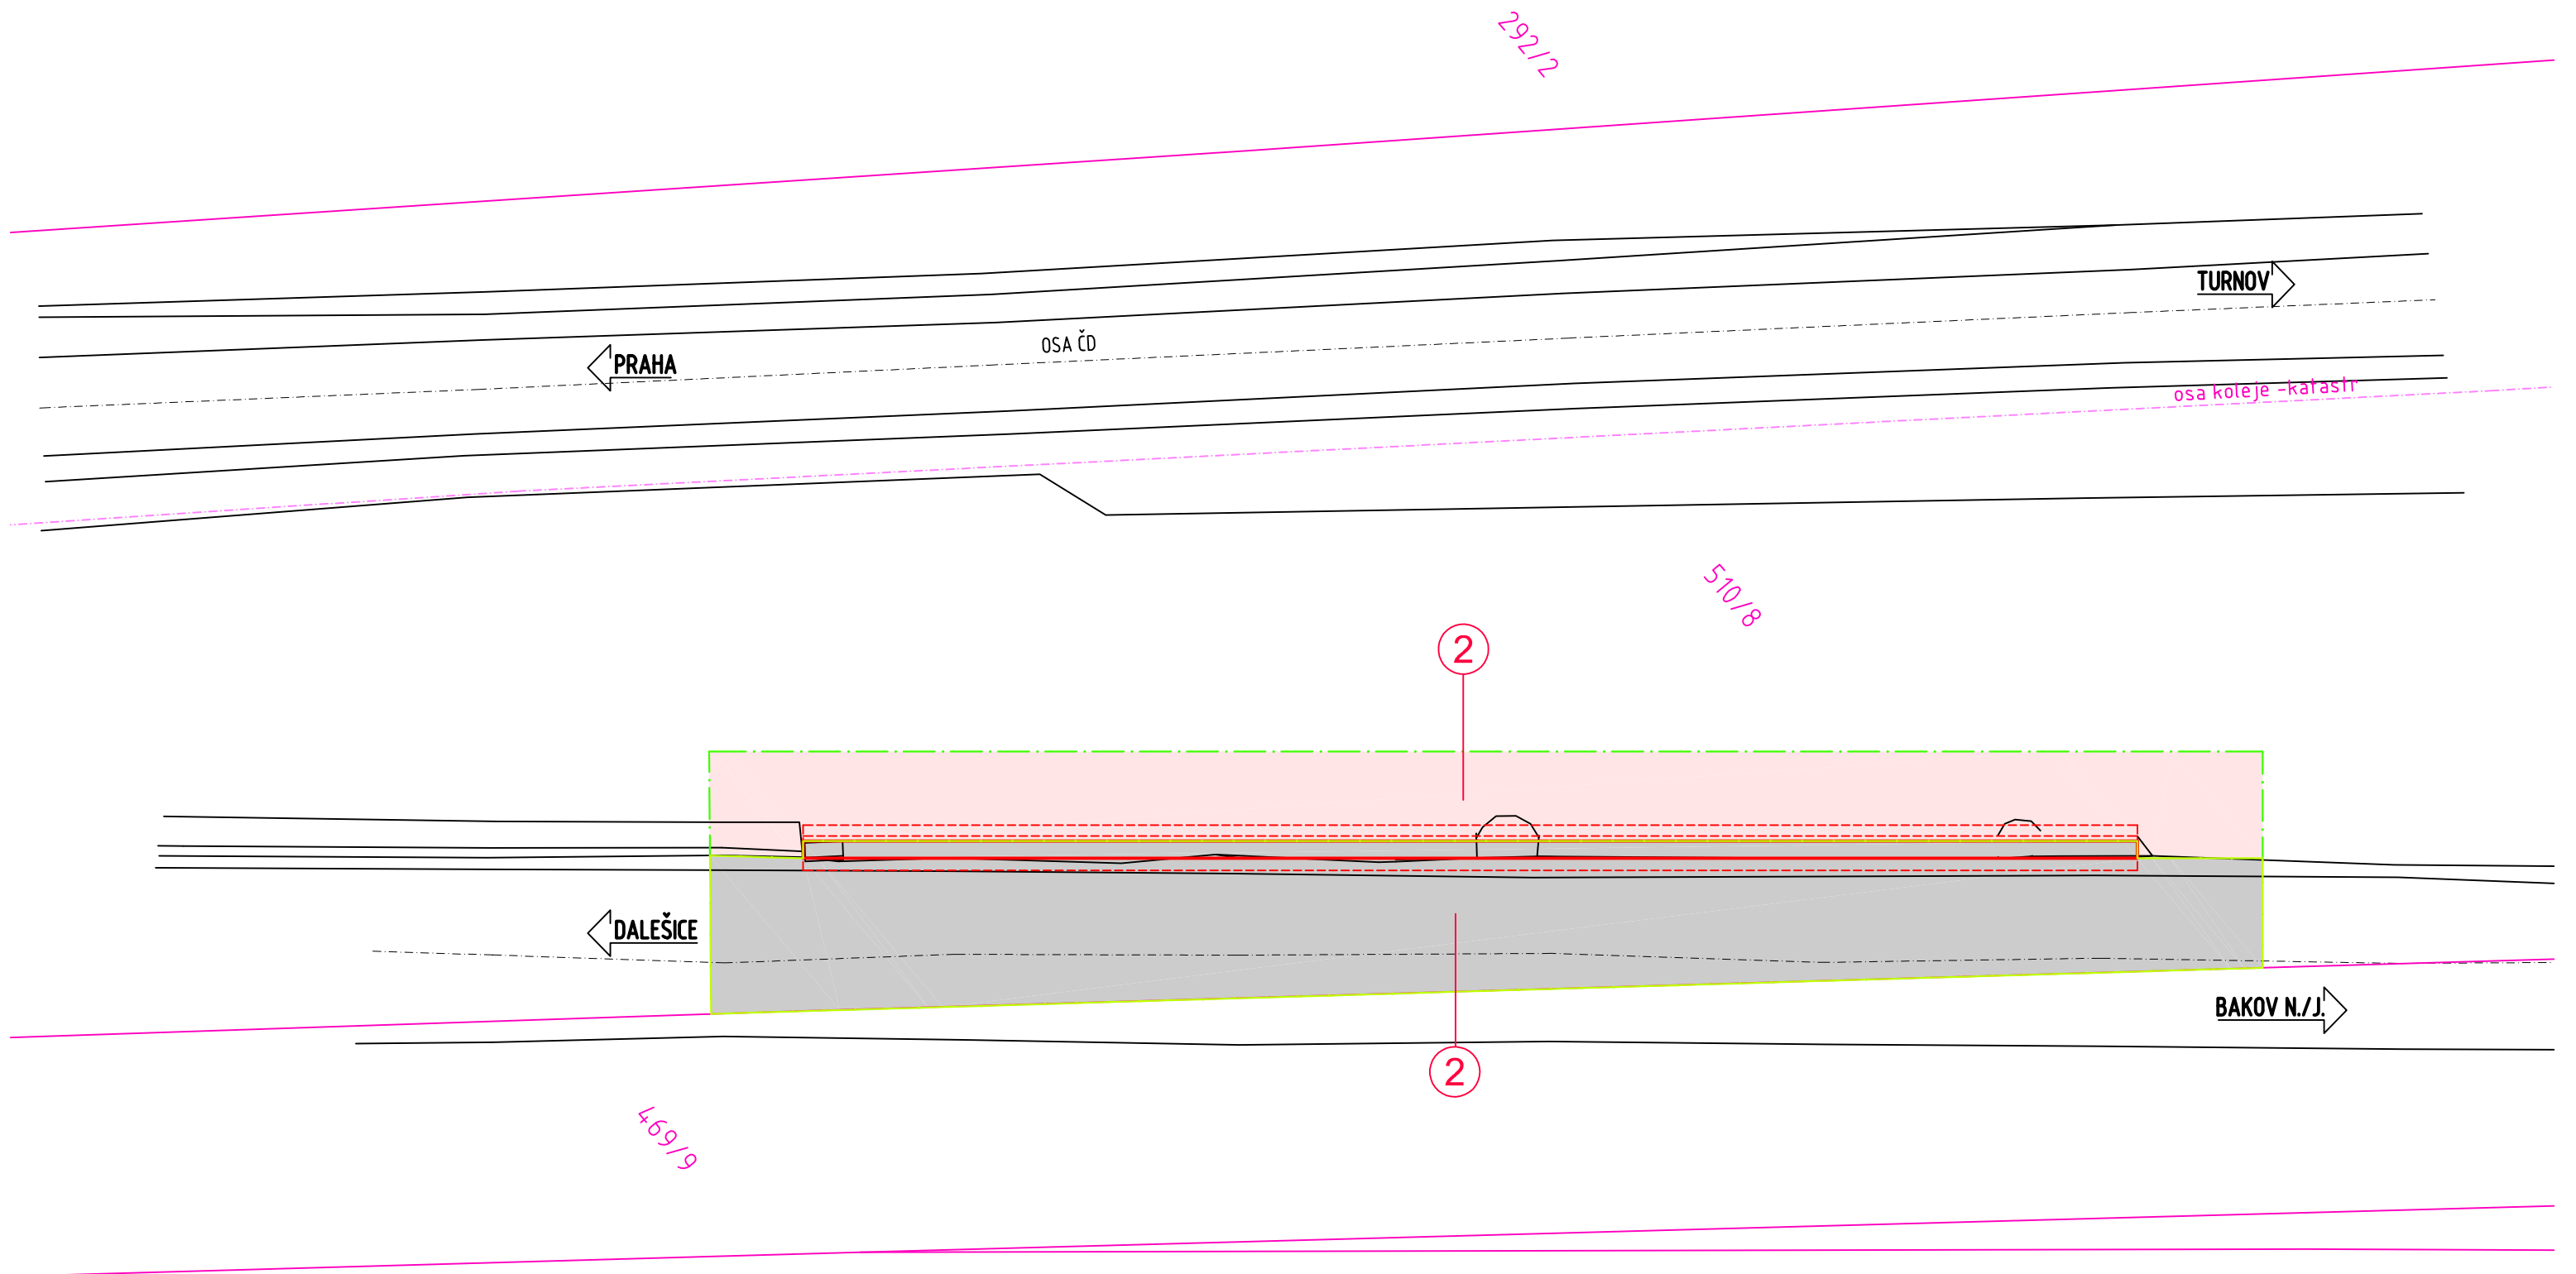 292/2
TURNOV
OSA ČD
PRAHA
osa koleje -katastr
510/8
2
DALEŠICE
BAKOV N./J.
2
469/9